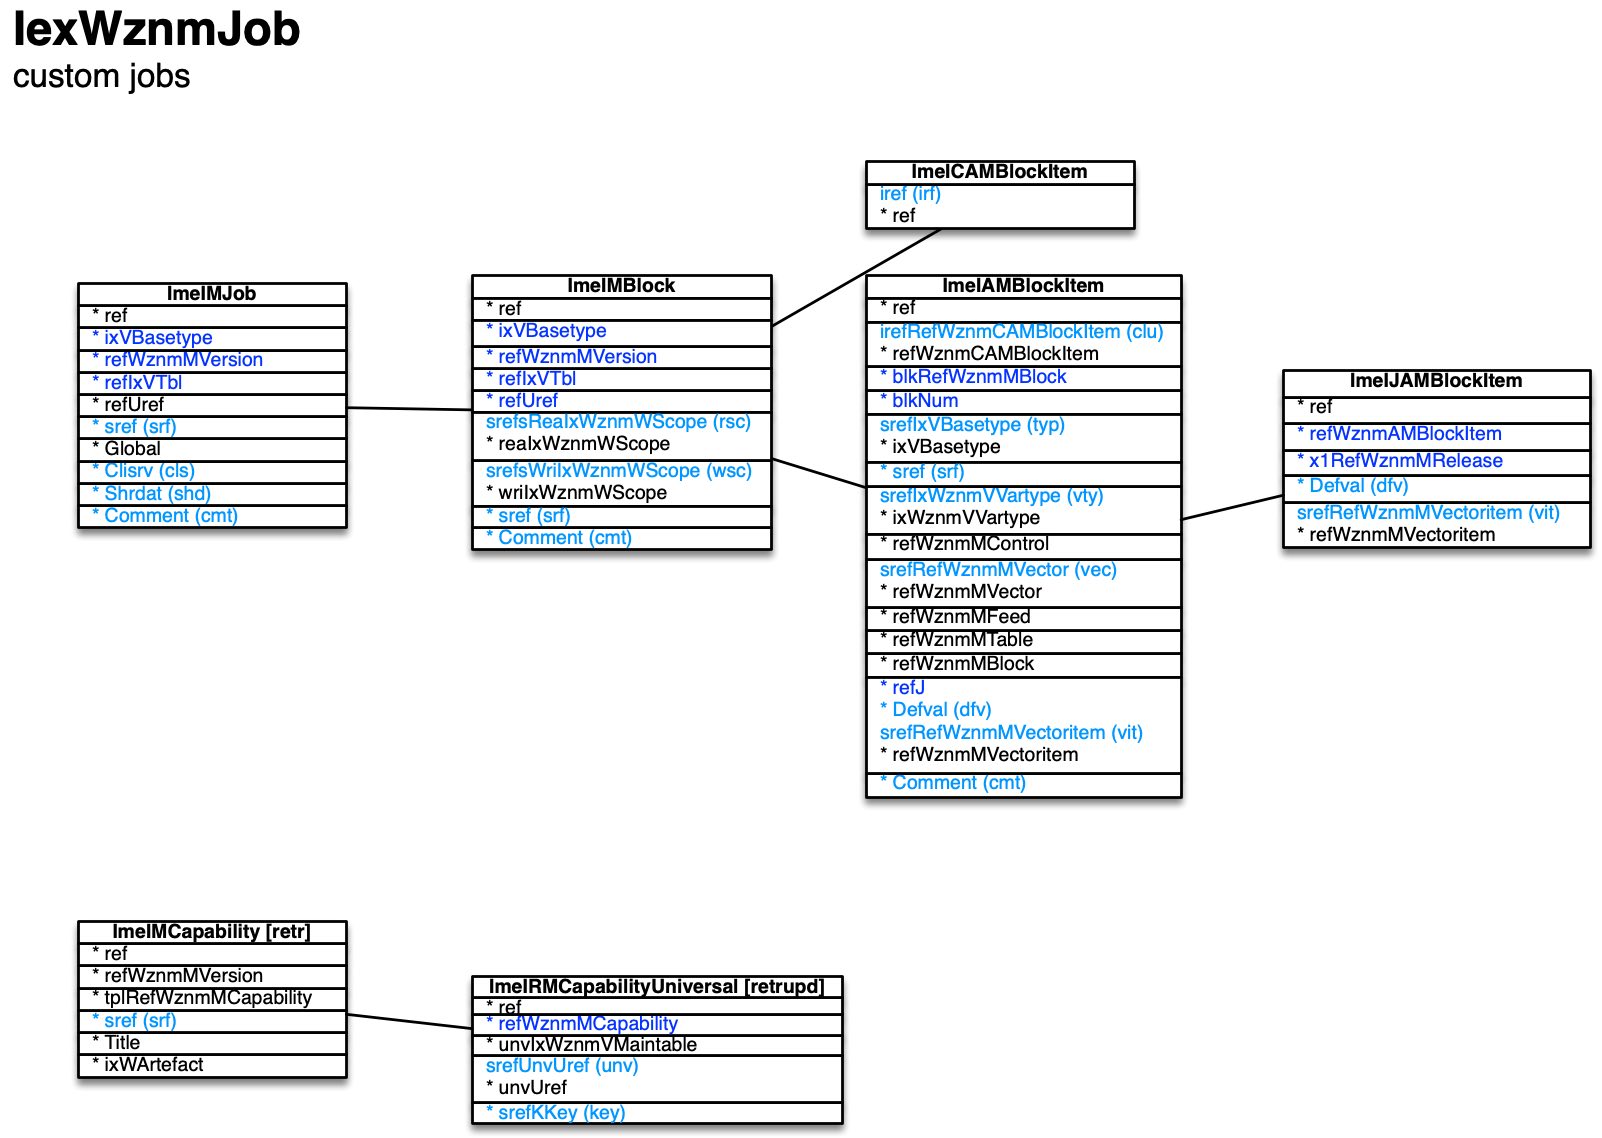 IexWznmJob
custom jobs
ImeICAMBlockItem
iref (irf)
* ref
ImeIMJob
* ref
* ixVBasetype
* refWznmMVersion
* refIxVTbl
* refUref
* sref (srf)
* Global
* Clisrv (cls)
* Shrdat (shd)
* Comment (cmt)
ImeIMBlock
* ref
* ixVBasetype
* refWznmMVersion
* refIxVTbl
* refUref
srefsReaIxWznmWScope (rsc)
* reaIxWznmWScope
srefsWriIxWznmWScope (wsc)
* wriIxWznmWScope
* sref (srf)
* Comment (cmt)
ImeIAMBlockItem
* ref
irefRefWznmCAMBlockItem (clu)
* refWznmCAMBlockItem
* blkRefWznmMBlock
* blkNum
srefIxVBasetype (typ)
* ixVBasetype
* sref (srf)
srefIxWznmVVartype (vty)
* ixWznmVVartype
* refWznmMControl
srefRefWznmMVector (vec)
* refWznmMVector
* refWznmMFeed
* refWznmMTable
* refWznmMBlock
* refJ
* Defval (dfv)
srefRefWznmMVectoritem (vit)
* refWznmMVectoritem
* Comment (cmt)
ImeIJAMBlockItem
* ref
* refWznmAMBlockItem
* x1RefWznmMRelease
* Defval (dfv)
srefRefWznmMVectoritem (vit)
* refWznmMVectoritem
ImeIMCapability [retr]
* ref
* refWznmMVersion
* tplRefWznmMCapability
* sref (srf)
* Title
* ixWArtefact
ImeIRMCapabilityUniversal [retrupd]
* ref
* refWznmMCapability
* unvIxWznmVMaintable
srefUnvUref (unv)
* unvUref
* srefKKey (key)